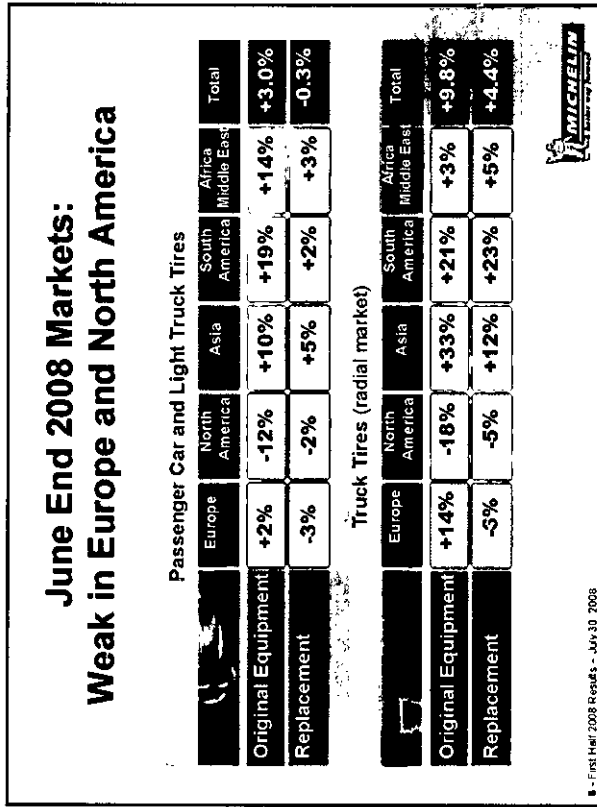 June End 2008 Markets:
Weak in Europe and North America
Passenger Car and Light Truck Tires
Europe North America Asia South America Africa Middle East Total
Original Equipment +2% -12% +10% +19% +14% +3.0%
Replacement -3% -2% +5% +2% +3% -0.3%
Truck Tires (radial market)
Europe North America Asia South America Africa Middle East Total
Original Equipment +14% -18% +33% +21% +3% +9.8%
Replacement -5% +12% +23% +5% +4.4%
MICHELIN
- First Half 2008 Results - July 30 2008